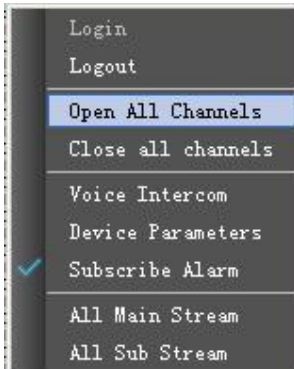 Login
Logout
Open All Channels
Close all channels
Voice Intercom
Device Parameters
Subscribe Alarm
All Main Stream
All Sub Stream